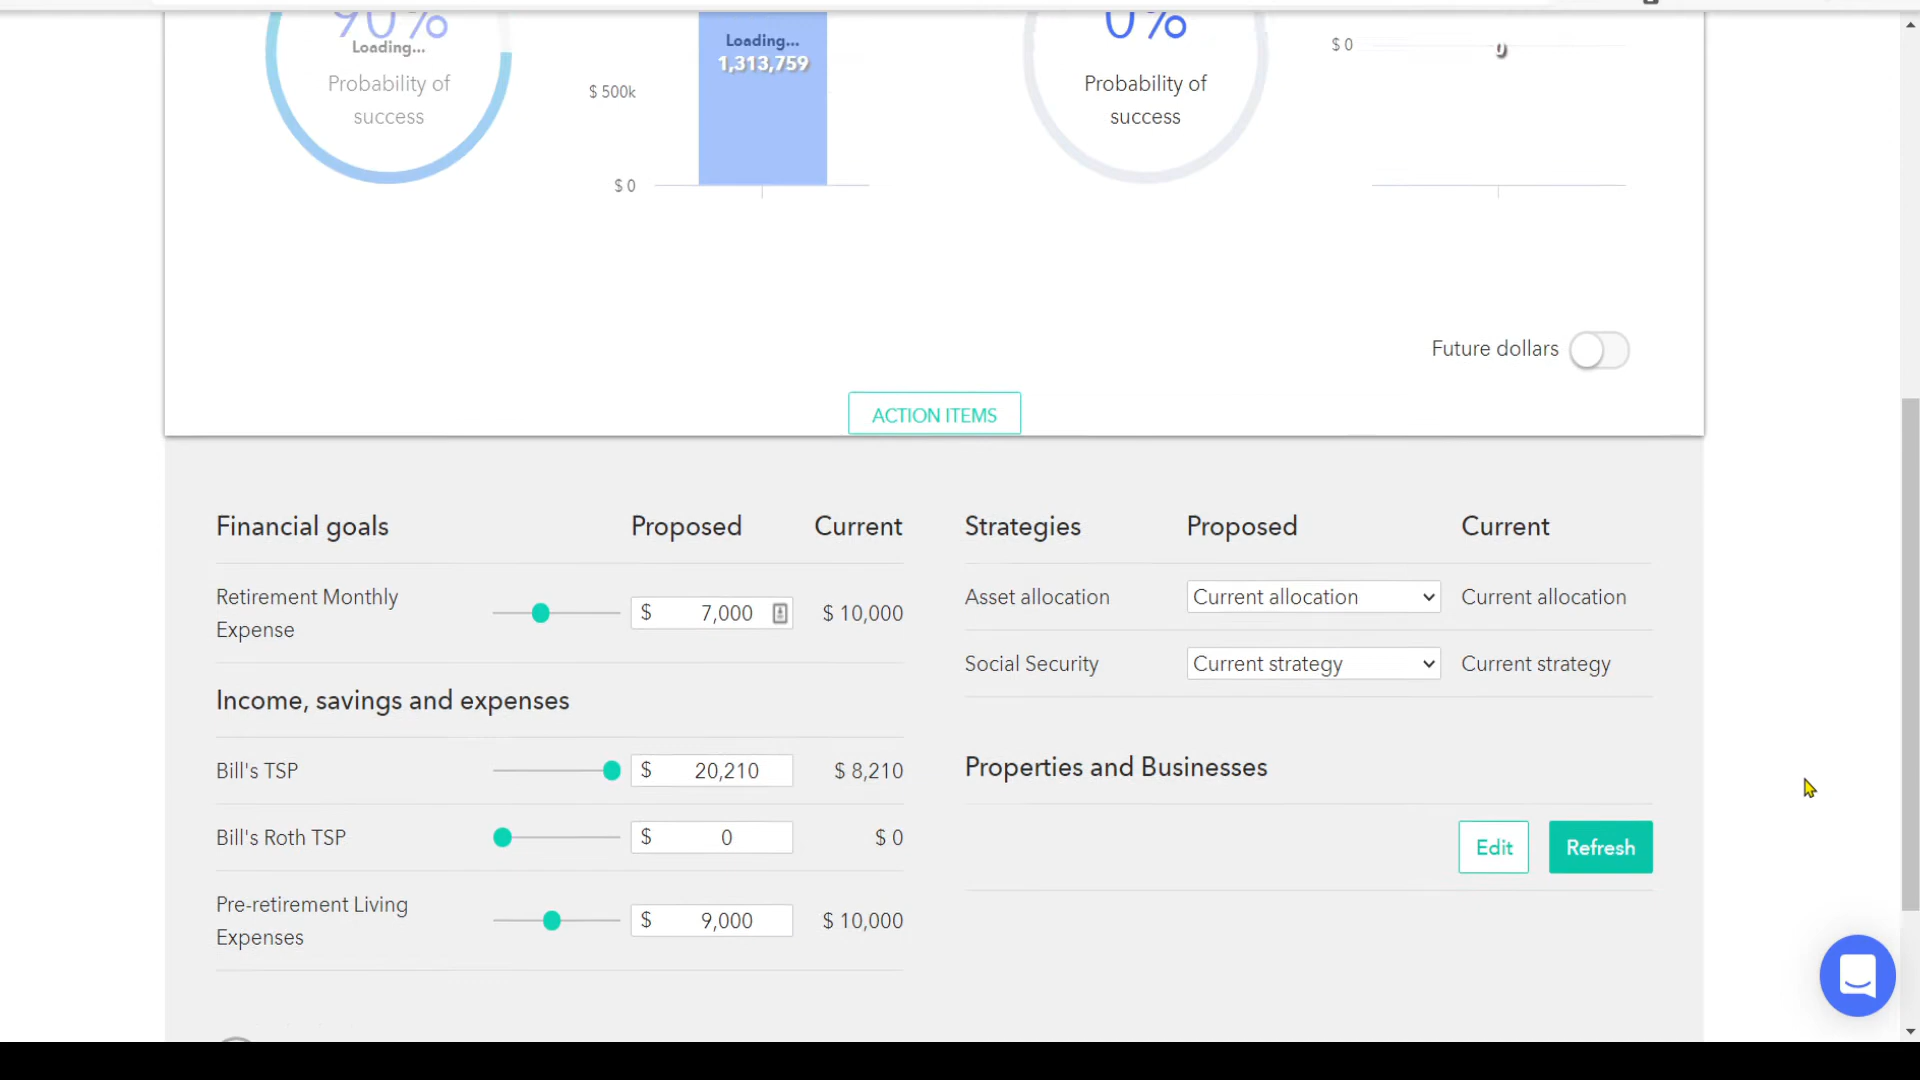 90%
Loading...
Probability of
success
$ 500k
$ 0
Loading...
1,313,759
0%
Probability of
success
$ 0
0
Future dollars
ACTION ITEMS
Financial goals Proposed Current
Retirement Monthly
Expense
$ 7,000 $ 10,000
Income, savings and expenses
Bill's TSP $ 20,210 $ 8,210
Bill's Roth TSP $ 0 $ 0
Pre-retirement Living
Expenses
$ 9,000 $ 10,000
Strategies Proposed Current
Asset allocation Current allocation Current allocation
Social Security Current strategy Current strategy
Properties and Businesses
Edit Refresh